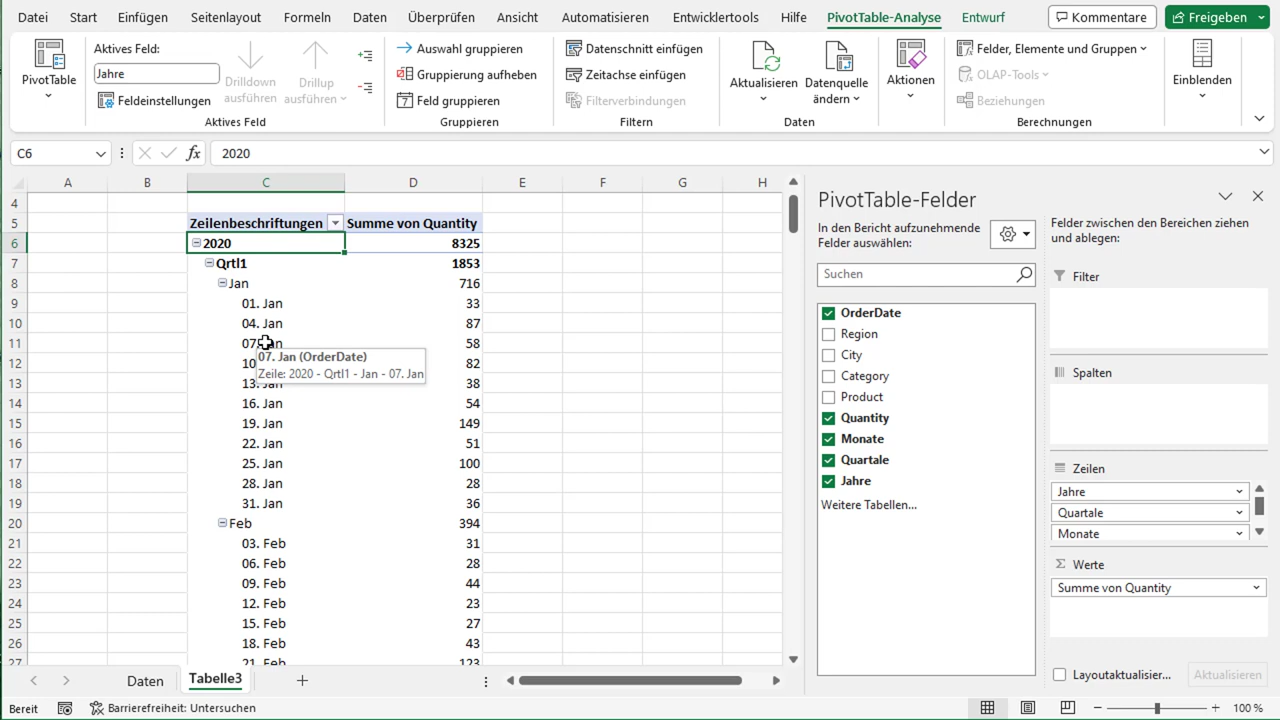 Datei Start Einfügen Seitenlayout Formeln Daten Überprüfen Ansicht Automatisieren Entwicklertools Hilfe PivotTable-Analyse Entwurf Kommentare Freigeben
PivotTable
Aktives Feld:
Jahre
Feldeinstellungen
Drilldown ausführen
Drillup ausführen
Aktives Feld
Auswahl gruppieren
Gruppierung aufheben
Feld gruppieren
Gruppieren
Datenschnitt einfügen
Zeitachse einfügen
Filterverbindungen
Filtern
Aktualisieren
Datenquelle ändern
Daten
Aktionen
Felder, Elemente und Gruppen
OLAP-Tools
Beziehungen
Berechnungen
Einblenden
C6 fx 2020
A B C D E F G H
4
5 Zeilenbeschriftungen Summe von Quantity
6 2020 8325
7 Qrtl1 1853
8 Jan 716
9 01. Jan 33
10 04. Jan 87
11 58
07. Jan (OrderDate)
Zeile: 2020 - Qrtl1 - Jan - 07. Jan
12 82
13 38
14 16. Jan 54
15 19. Jan 149
16 22. Jan 51
17 25. Jan 100
18 28. Jan 28
19 31. Jan 36
20 Feb 394
21 03. Feb 31
22 06. Feb 28
23 09. Feb 44
24 12. Feb 23
25 15. Feb 27
26 18. Feb 43
27 21. Feb 123
PivotTable-Felder
In den Bericht aufzunehmende
Felder auswählen:
Suchen
OrderDate
Region
City
Category
Product
Quantity
Monate
Quartale
Jahre
Weitere Tabellen...
Felder zwischen den Bereichen ziehen
und ablegen:
Filter
Spalten
Zeilen
Jahre
Quartale
Monate
Σ Werte
Summe von Quantity
Layoutaktualisier... Aktualisieren
Daten Tabelle3
Bereit Barrierefreiheit: Untersuchen 100 %